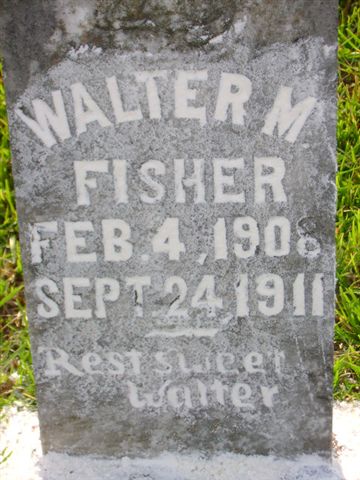 WALTER M.
FISHER
FEB. 4, 1908
SEPT. 24, 1911
Rest sweet
Walter